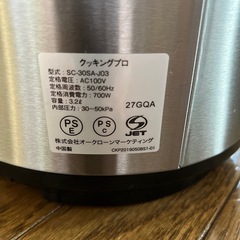 クッキングプロ
型式：SC-30SA-J03
定格電圧：AC100V
定格周波数：50/60Hz
定格消費電力：700W
容量：3.2ℓ
内部圧力：30～50kPa
27GQA
PS
E
PS
C
S
JET
株式会社オークローンマーケティング
中国製
CKP20190508G1-01